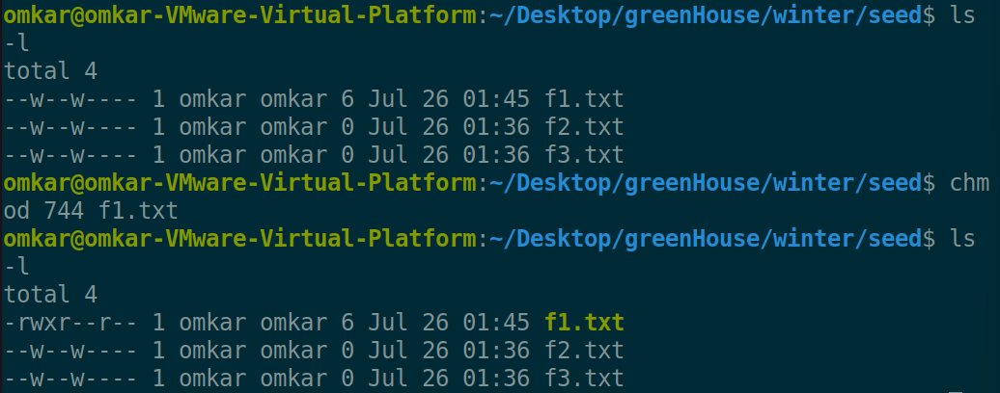 omkar@omkar-VMware-Virtual-Platform:~/Desktop/greenHouse/winter/seed$ ls
-l
total 4
--w--w---- 1 omkar omkar 6 Jul 26 01:45 f1.txt
--w--w---- 1 omkar omkar 0 Jul 26 01:36 f2.txt
--w--w---- 1 omkar omkar 0 Jul 26 01:36 f3.txt
omkar@omkar-VMware-Virtual-Platform:~/Desktop/greenHouse/winter/seed$ chm
od 744 f1.txt
omkar@omkar-VMware-Virtual-Platform:~/Desktop/greenHouse/winter/seed$ ls
-l
total 4
-rwxr--r-- 1 omkar omkar 6 Jul 26 01:45 f1.txt
--w--w---- 1 omkar omkar 0 Jul 26 01:36 f2.txt
--w--w---- 1 omkar omkar 0 Jul 26 01:36 f3.txt